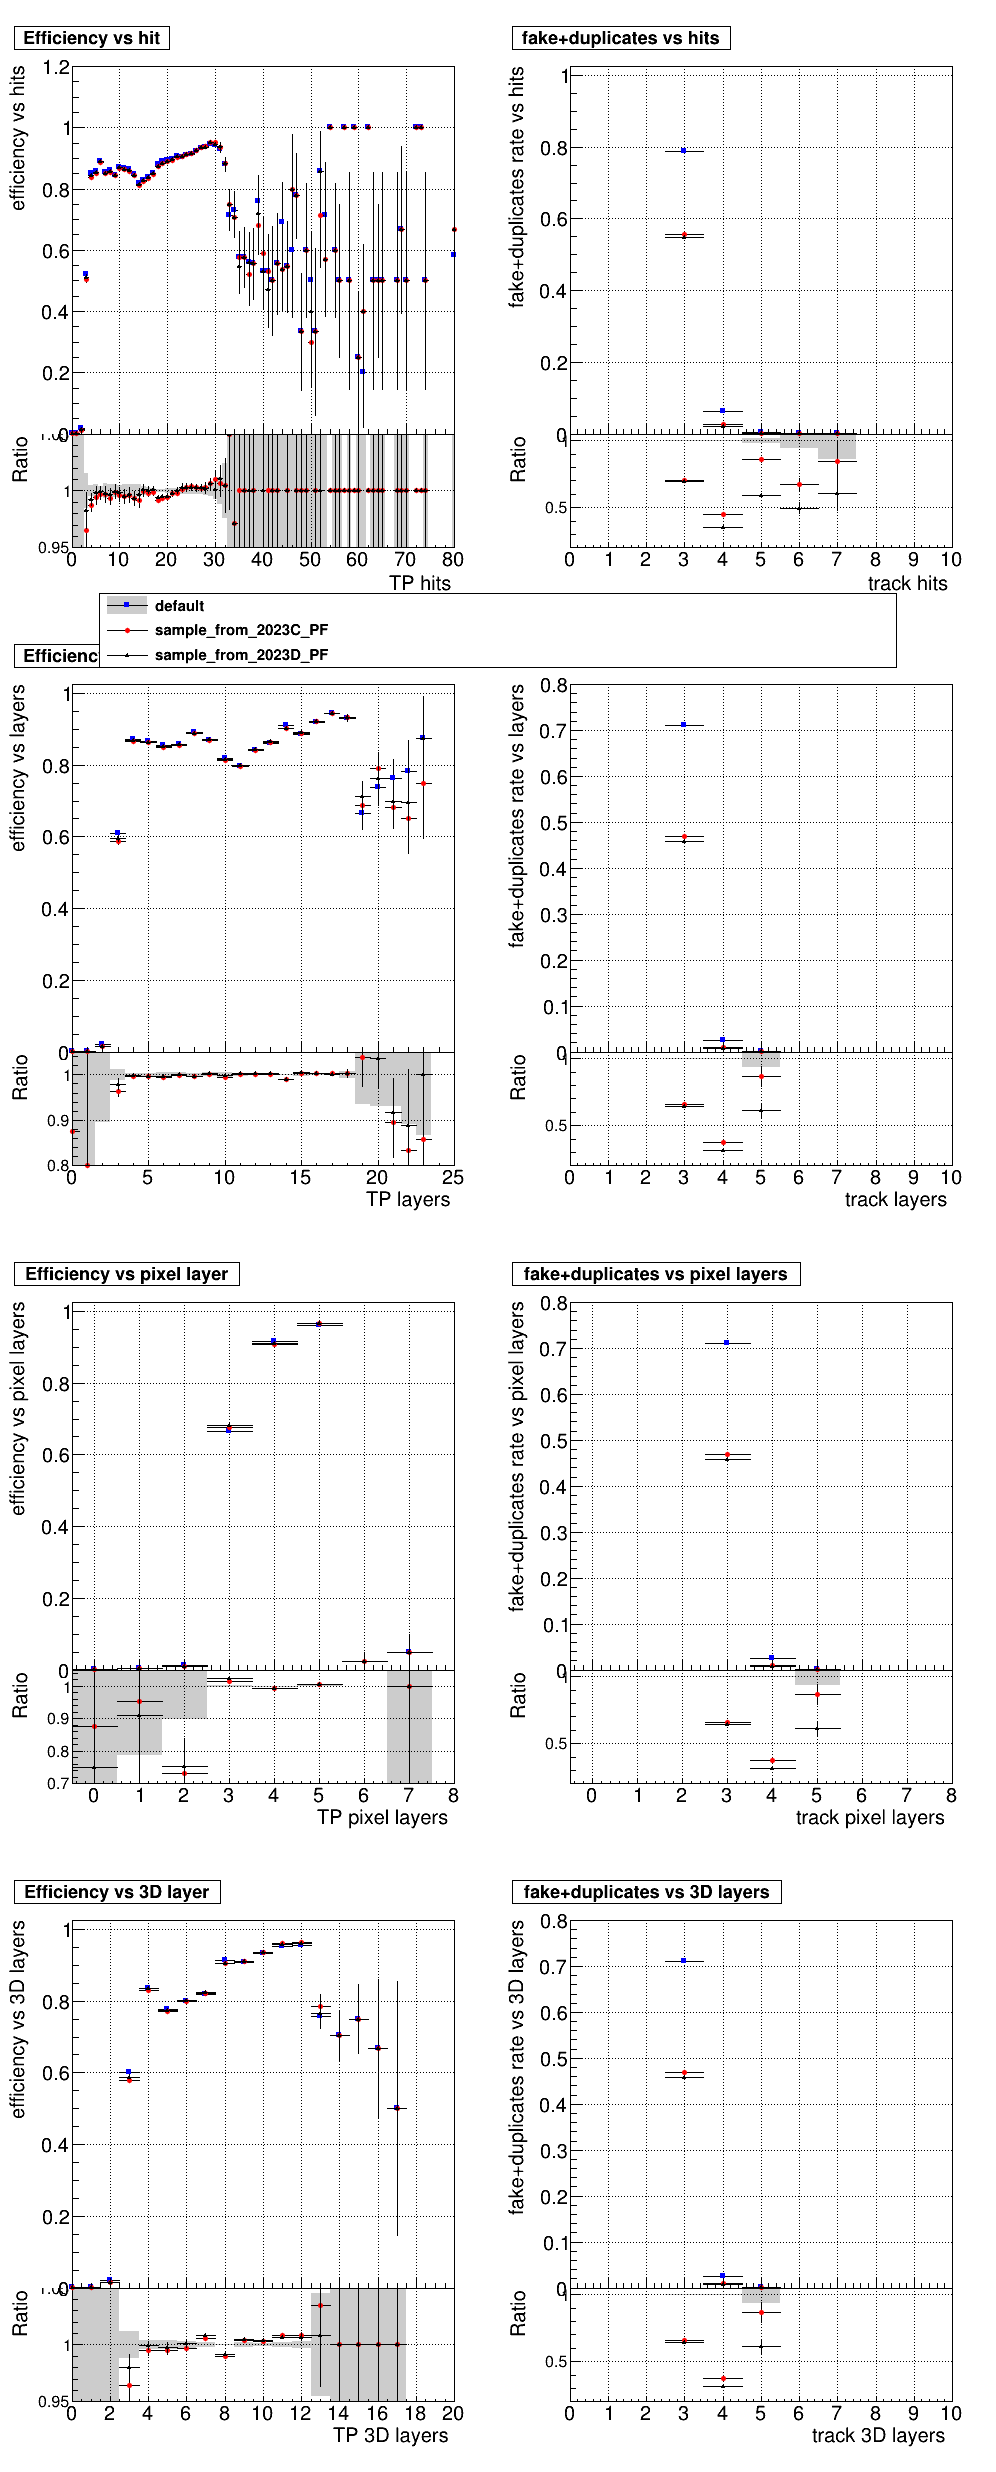 Efficiency vs hit
fake+duplicates vs hits
efficiency vs hits
1.2
1
0.8
0.6
0.4
0.2
0
Ratio
1
0.95
0 10 20 30 40 50 60 70 80
TP hits
fake+duplicates rate vs hits
1
0.8
0.6
0.4
0.2
0
Ratio
0.5
0 1 2 3 4 5 6 7 8 9 10
track hits
default
sample_from_2023C_PF
sample_from_2023D_PF
efficiency vs layers
1
0.8
0.6
0.4
0.2
0
Ratio
1
0.9
0.8
0 5 10 15 20 25
TP layers
fake+duplicates rate vs layers
0.8
0.7
0.6
0.5
0.4
0.3
0.2
0.1
0
Ratio
0.5
0 1 2 3 4 5 6 7 8 9 10
track layers
Efficiency vs pixel layer
fake+duplicates vs pixel layers
efficiency vs pixel layers
1
0.8
0.6
0.4
0.2
0
Ratio
1
0.9
0.8
0.7
0 1 2 3 4 5 6 7 8
TP pixel layers
fake+duplicates rate vs pixel layers
0.8
0.7
0.6
0.5
0.4
0.3
0.2
0.1
0
Ratio
0.5
0 1 2 3 4 5 6 7 8
track pixel layers
Efficiency vs 3D layer
fake+duplicates vs 3D layers
efficiency vs 3D layers
1
0.8
0.6
0.4
0.2
0
Ratio
1
0.95
0 2 4 6 8 10 12 14 16 18 20
TP 3D layers
fake+duplicates rate vs 3D layers
0.8
0.7
0.6
0.5
0.4
0.3
0.2
0.1
0
Ratio
0.5
0 1 2 3 4 5 6 7 8 9 10
track 3D layers